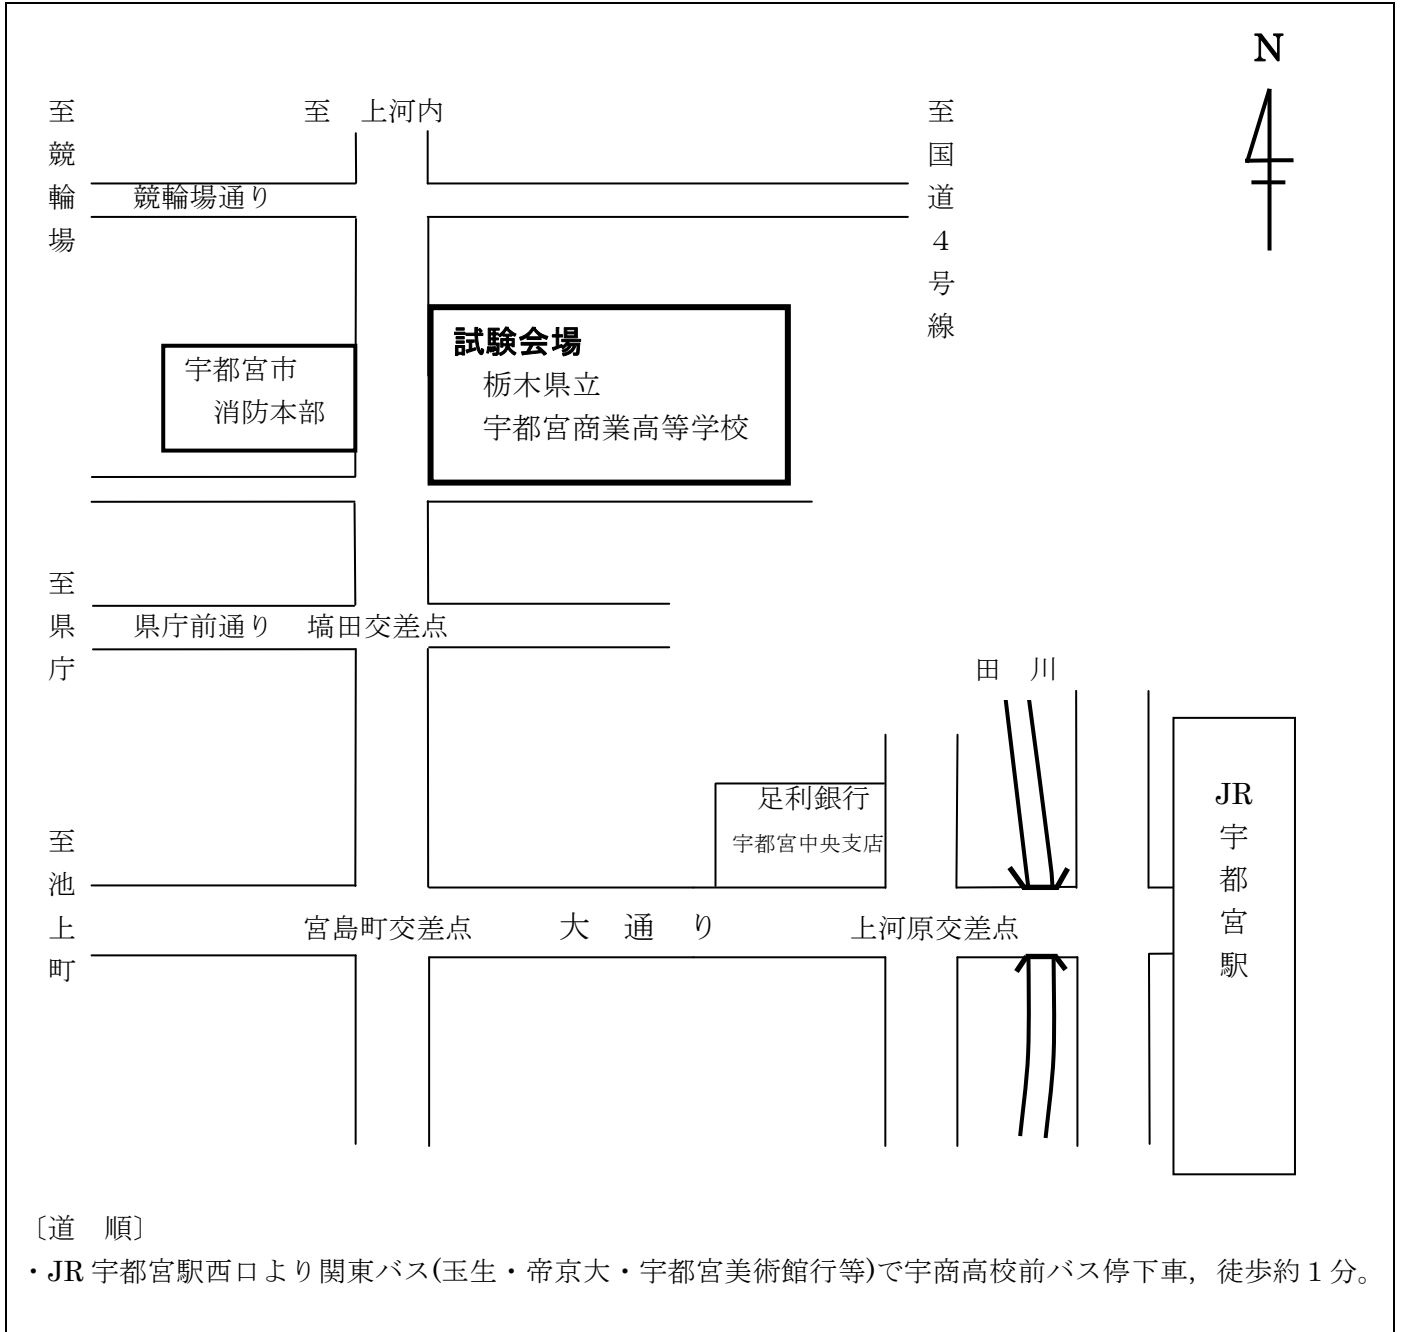 N
至競輪場
至　上河内
至国道４号線
競輪場通り
試験会場
栃木県立
宇都宮商業高等学校
宇都宮市
消防本部
至県庁
県庁前通り
塙田交差点
田　川
足利銀行
宇都宮中央支店
JR宇都宮駅
至池上町
宮島町交差点
大　通　り
上河原交差点
〔道　順〕
・JR 宇都宮駅西口より関東バス(玉生・帝京大・宇都宮美術館行等)で宇商高校前バス停下車，徒歩約１分。